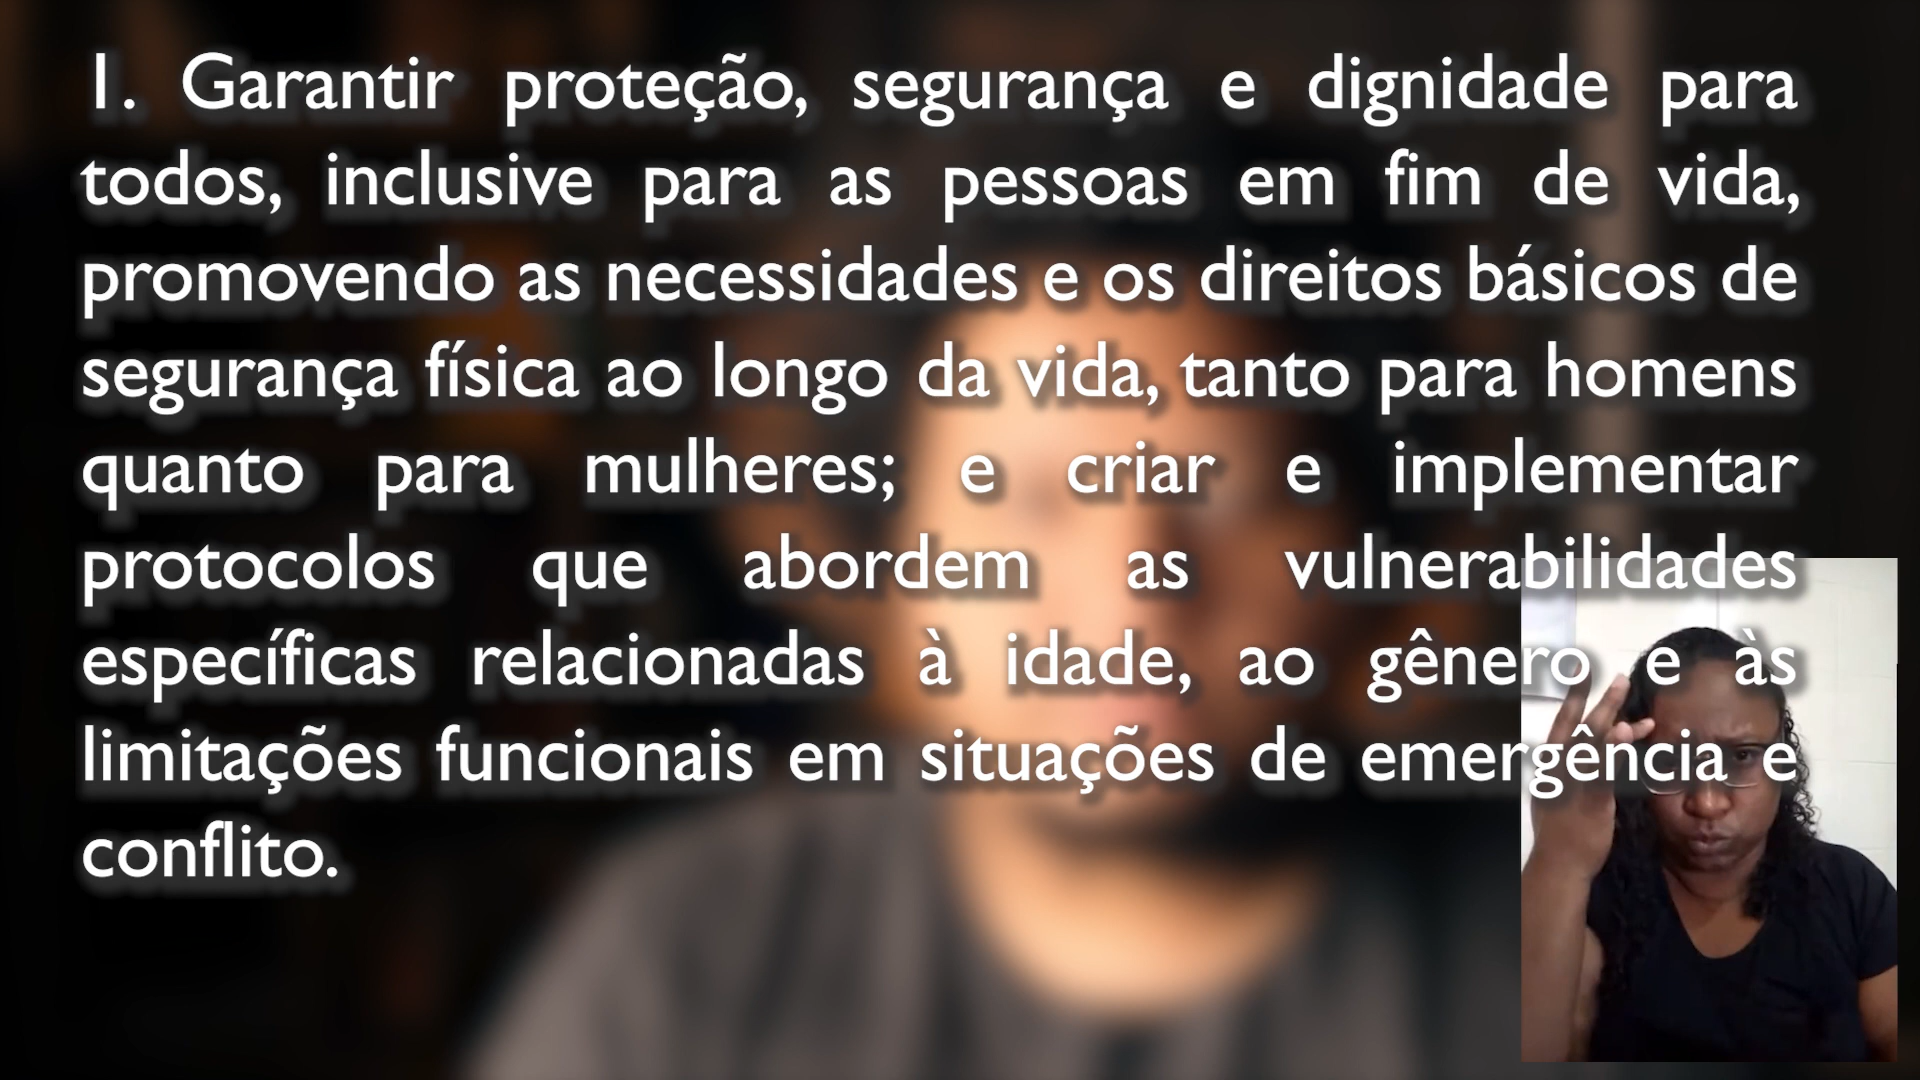 1. Garantir proteção, segurança e dignidade para
todos, inclusive para as pessoas em fim de vida,
promovendo as necessidades e os direitos básicos de
segurança física ao longo da vida, tanto para homens
quanto para mulheres; e criar e implementar
protocolos que abordem as vulnerabilidades
específicas relacionadas à idade, ao gênero e às
limitações funcionais em situações de emergência e
conflito.